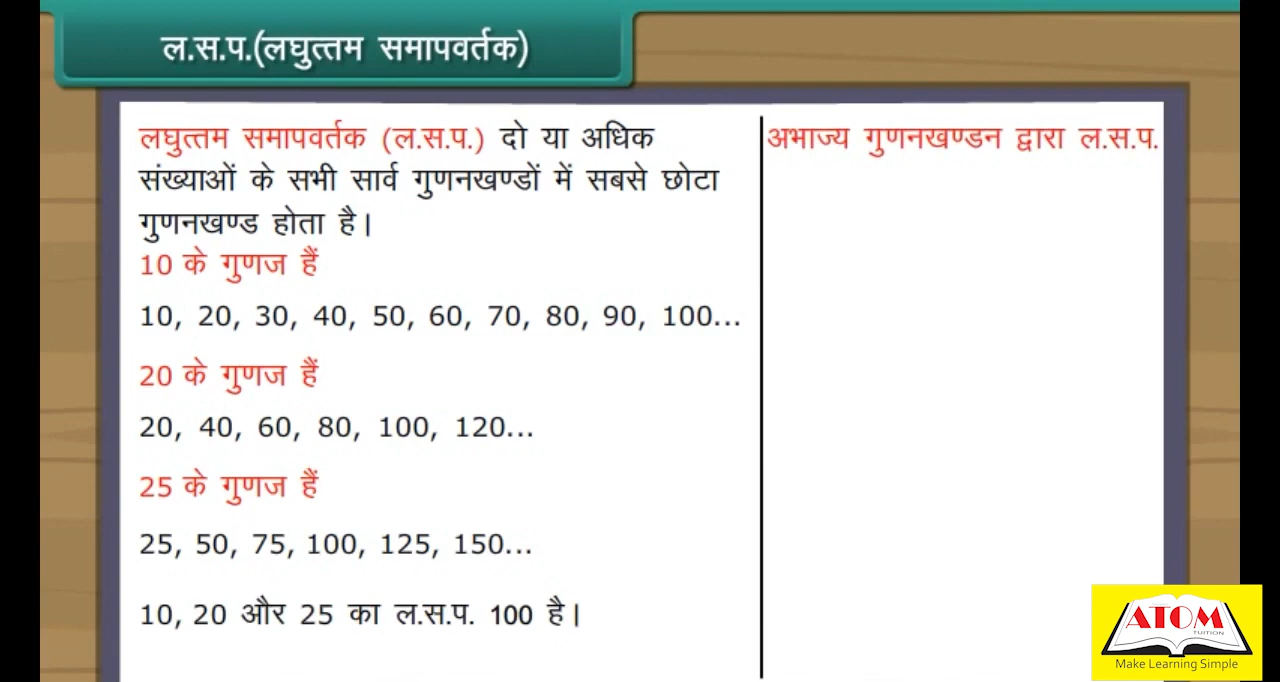 ल.स.प.(लघुत्तम समापवर्तक)
लघुत्तम समापवर्तक (ल.स.प.) दो या अधिक
संख्याओं के सभी सार्व गुणनखण्डों में सबसे छोटा
गुणनखण्ड होता है।
10 के गुणज हैं
10, 20, 30, 40, 50, 60, 70, 80, 90, 100...
20 के गुणज हैं
20, 40, 60, 80, 100, 120...
25 के गुणज हैं
25, 50, 75, 100, 125, 150...
10, 20 और 25 का ल.स.प. 100 है।
अभाज्य गुणनखण्डन द्वारा ल.स.प.
ATOM
TUITION
Make Learning Simple